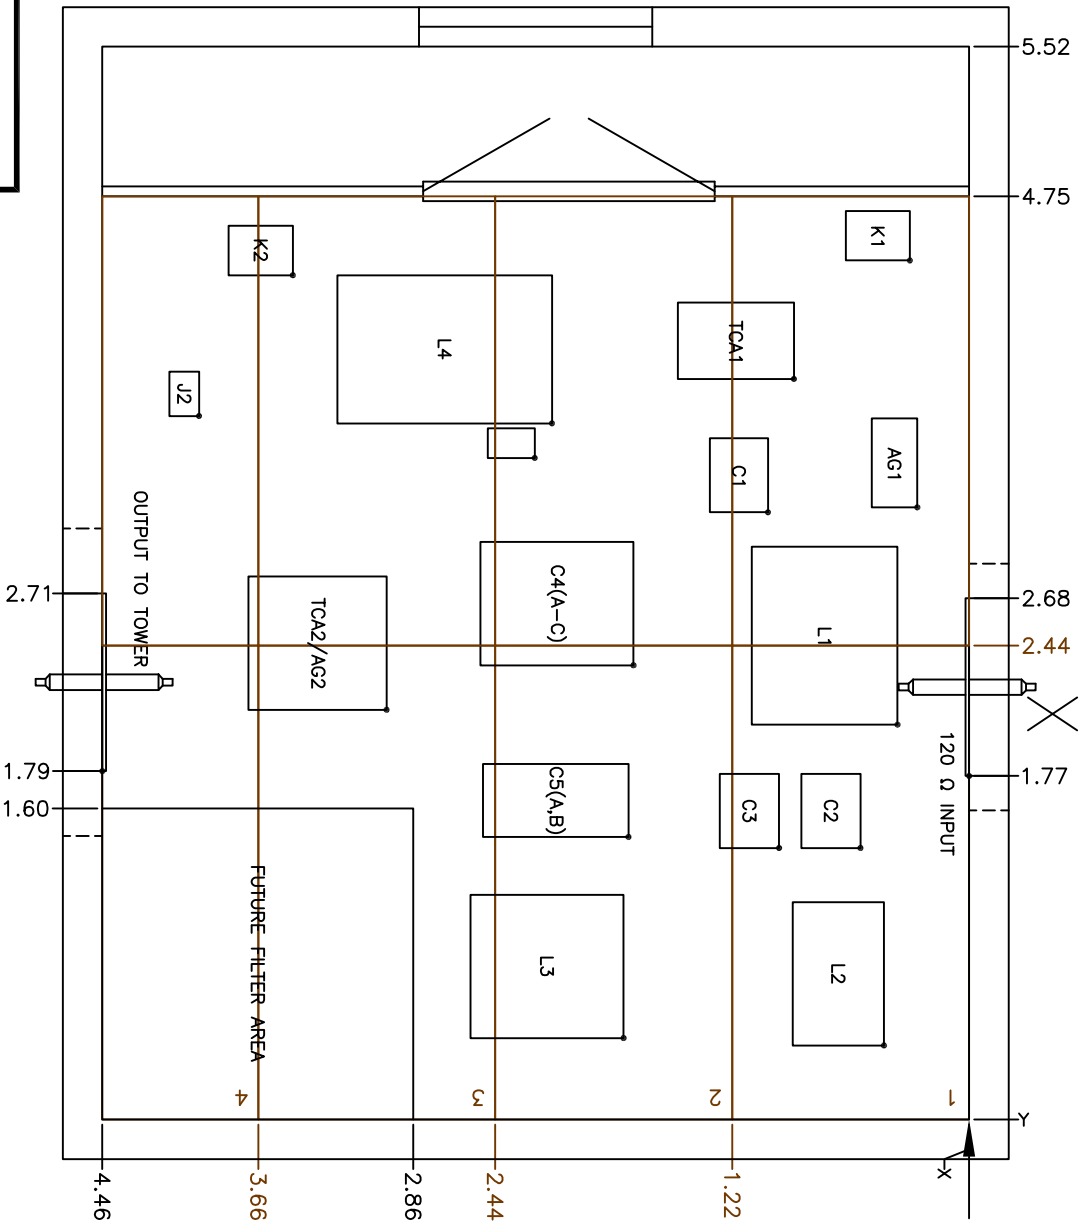 5.52
4.75
K1
K2
TCA1
L4
J2
AG1
C1
OUTPUT TO TOWER
C4(A-C)
TCA2/AG2
2.71
2.68
L1
2.44
120 Ω INPUT
1.79
1.77
C5(A,B)
C3
C2
1.60
FUTURE FILTER AREA
L3
L2
4
3
2
1
Y
X
4.46
3.66
2.86
2.44
1.22